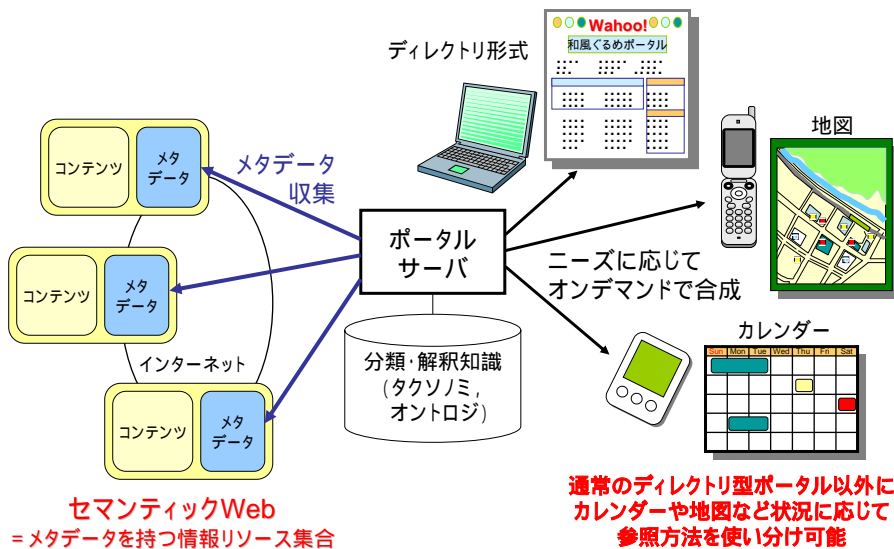 ディレクトリ形式
Wahoo!
和風ぐるめポータル
地図
コンテンツ
メタ
データ
メタデータ
収集
ポータル
サーバ
コンテンツ
メタ
データ
ニーズに応じて
オンデマンドで合成
インターネット
分類・解釈知識
(タクソノミ,
オントロジ)
カレンダー
Sun Mon Tue Wed Thu Fri Sat
コンテンツ
メタ
データ
セマンティックWeb
=メタデータを持つ情報リソース集合
通常のディレクトリ型ポータル以外に
カレンダーや地図など状況に応じて
参照方法を使い分け可能